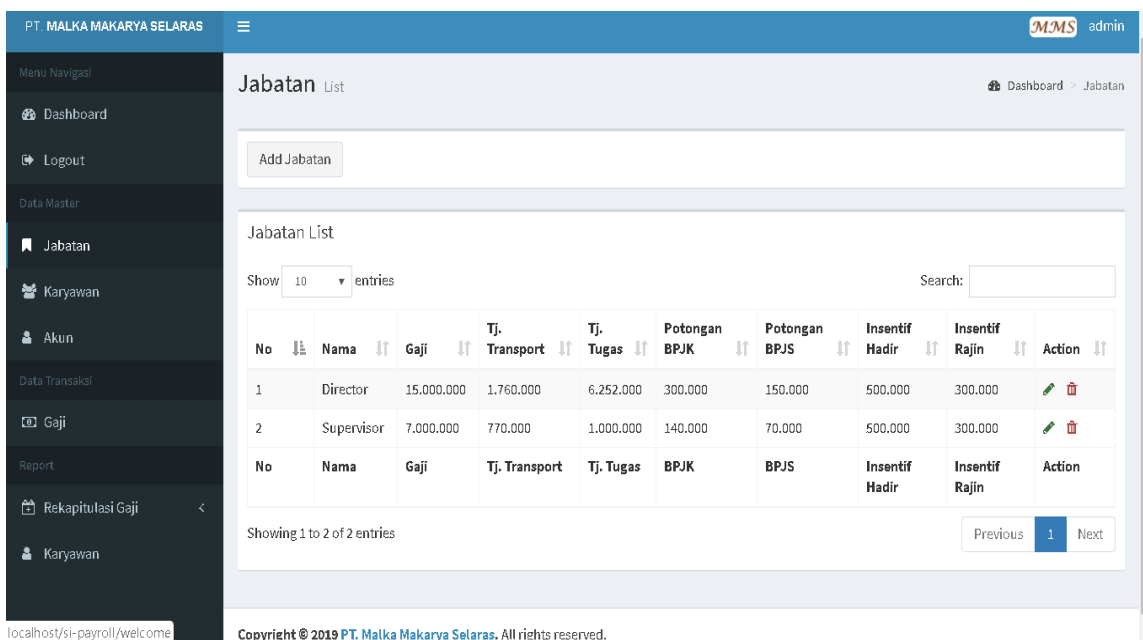 PT. MALKA MAKARYA SELARAS
MMS admin
Menu Navigasi
Dashboard
Logout
Data Master
Jabatan
Karyawan
Akun
Data Transaksi
Gaji
Report
Rekapitulasi Gaji
Karyawan
Jabatan List
Dashboard > Jabatan
Add Jabatan
Jabatan List
Show 10 entries
Search:
No Nama Gaji Tj. Transport Tj. Tugas Potongan BPJK Potongan BPJS Insentif Hadir Insentif Rajin Action
1 Director 15.000.000 1.760.000 6.252.000 300.000 150.000 500.000 300.000
2 Supervisor 7.000.000 770.000 1.000.000 140.000 70.000 500.000 300.000
No Nama Gaji Tj. Transport Tj. Tugas BPJK BPJS Insentif Hadir Insentif Rajin Action
Showing 1 to 2 of 2 entries
Previous 1 Next
Copyright © 2019 PT. Malka Makarya Selaras. All rights reserved.
localhost/si-payroll/welcome